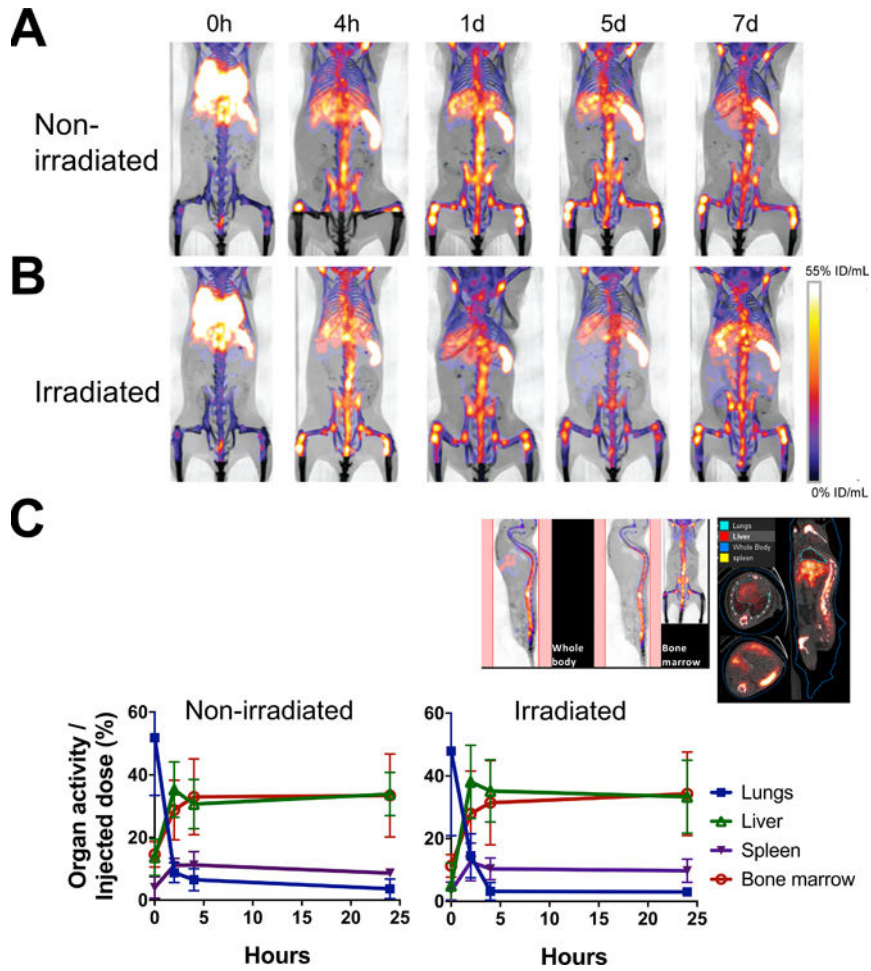 A
0h 4h 1d 5d 7d
Non-
irradiated
B
55% ID/mL
Irradiated
0% ID/mL
C
Lungs
Liver
Whole Body
spleen
Whole
body
Bone
marrow
Non-irradiated
Irradiated
Organ activity /
Injected dose (%)
60
40
20
0
0 5 10 15 20 25
Hours
60
40
20
0
0 5 10 15 20 25
Hours
Lungs
Liver
Spleen
Bone marrow